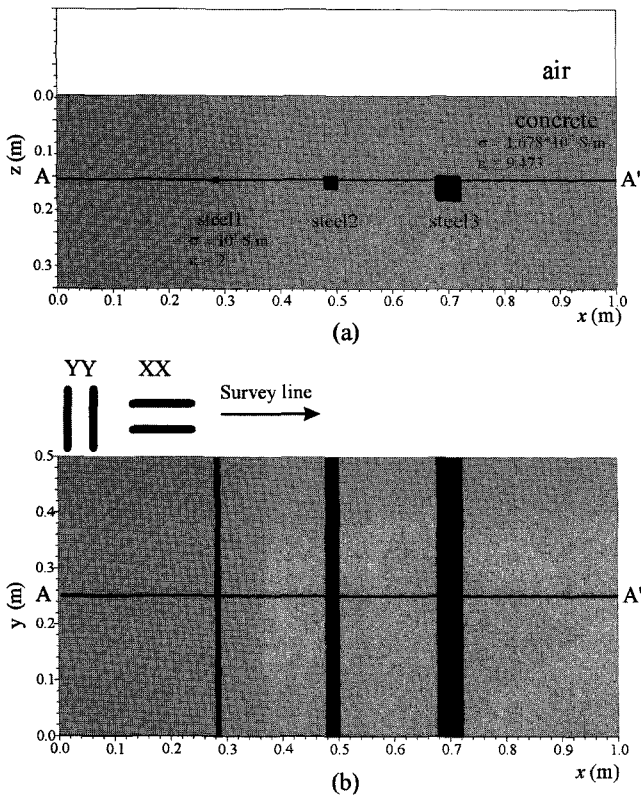 air
concrete
0.0
z (m)
0.1
A
A'
0.2
steel1
steel2
steel3
0.3
0.0 0.1 0.2 0.3 0.4 0.5 0.6 0.7 0.8 0.9 1.0
x (m)
(a)
YY XX
Survey line
0.5
0.4
0.3
y (m)
A
A'
0.2
0.1
0.0
0.0 0.1 0.2 0.3 0.4 0.5 0.6 0.7 0.8 0.9 1.0
x (m)
(b)